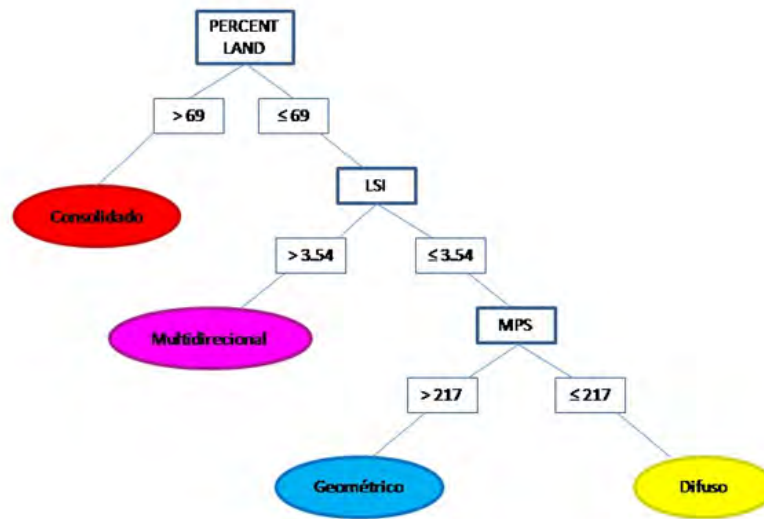 PERCENT
LAND
> 69
≤ 69
Consolidado
LSI
> 3.54
≤ 3.54
Multidirecional
MPS
> 217
≤ 217
Geométrico
Difuso